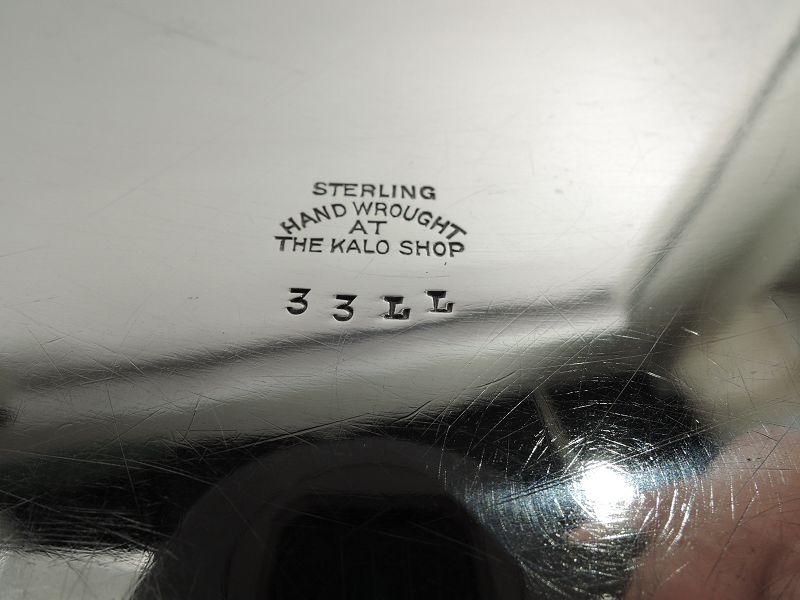 STERLING
HAND WROUGHT
AT
THE KALO SHOP
33LL